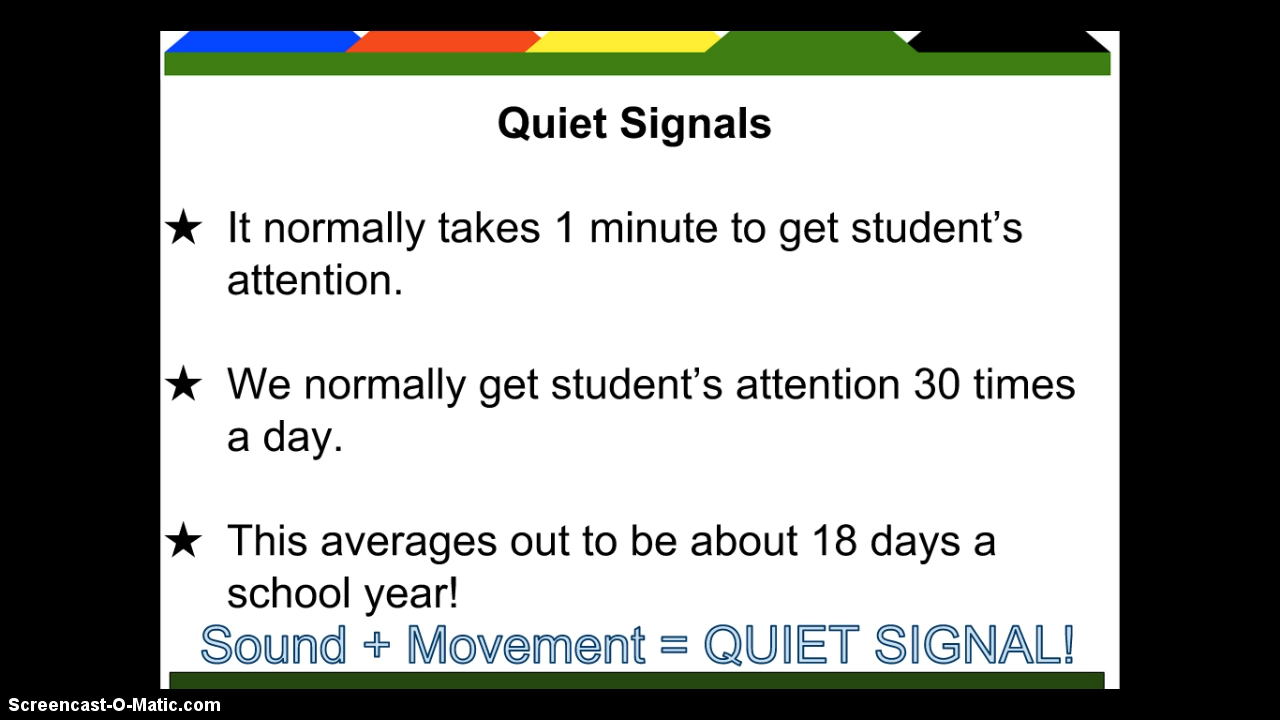 Quiet Signals
★ It normally takes 1 minute to get student’s
attention.
★ We normally get student’s attention 30 times
a day.
★ This averages out to be about 18 days a
school year!
Sound + Movement = QUIET SIGNAL!
Screencast-O-Matic.com